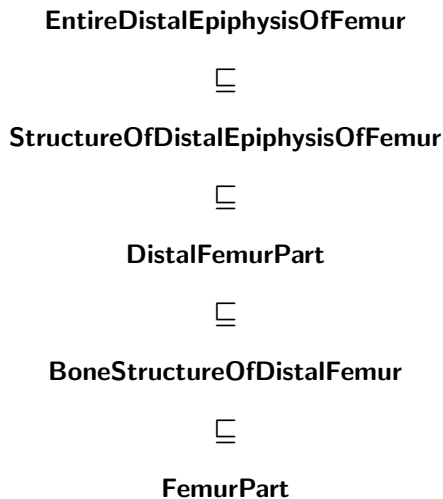 EntireDistalEpiphysisOfFemur
⊑
StructureOfDistalEpiphysisOfFemur
⊑
DistalFemurPart
⊑
BoneStructureOfDistalFemur
⊑
FemurPart